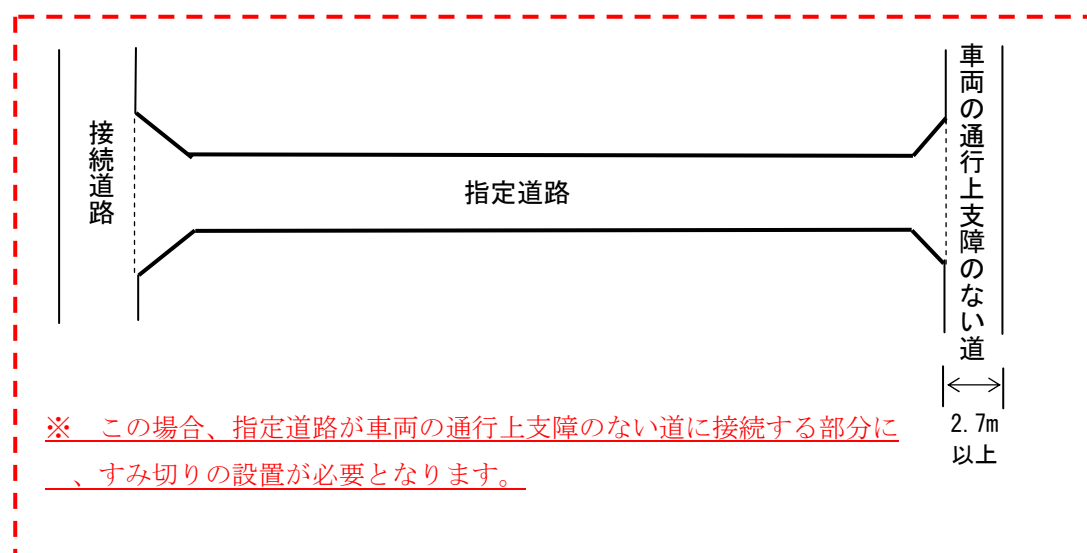 接続道路
指定道路
車両の通行上支障のない道
2.7m
以上
※　この場合、指定道路が車両の通行上支障のない道に接続する部分に
、すみ切りの設置が必要となります。